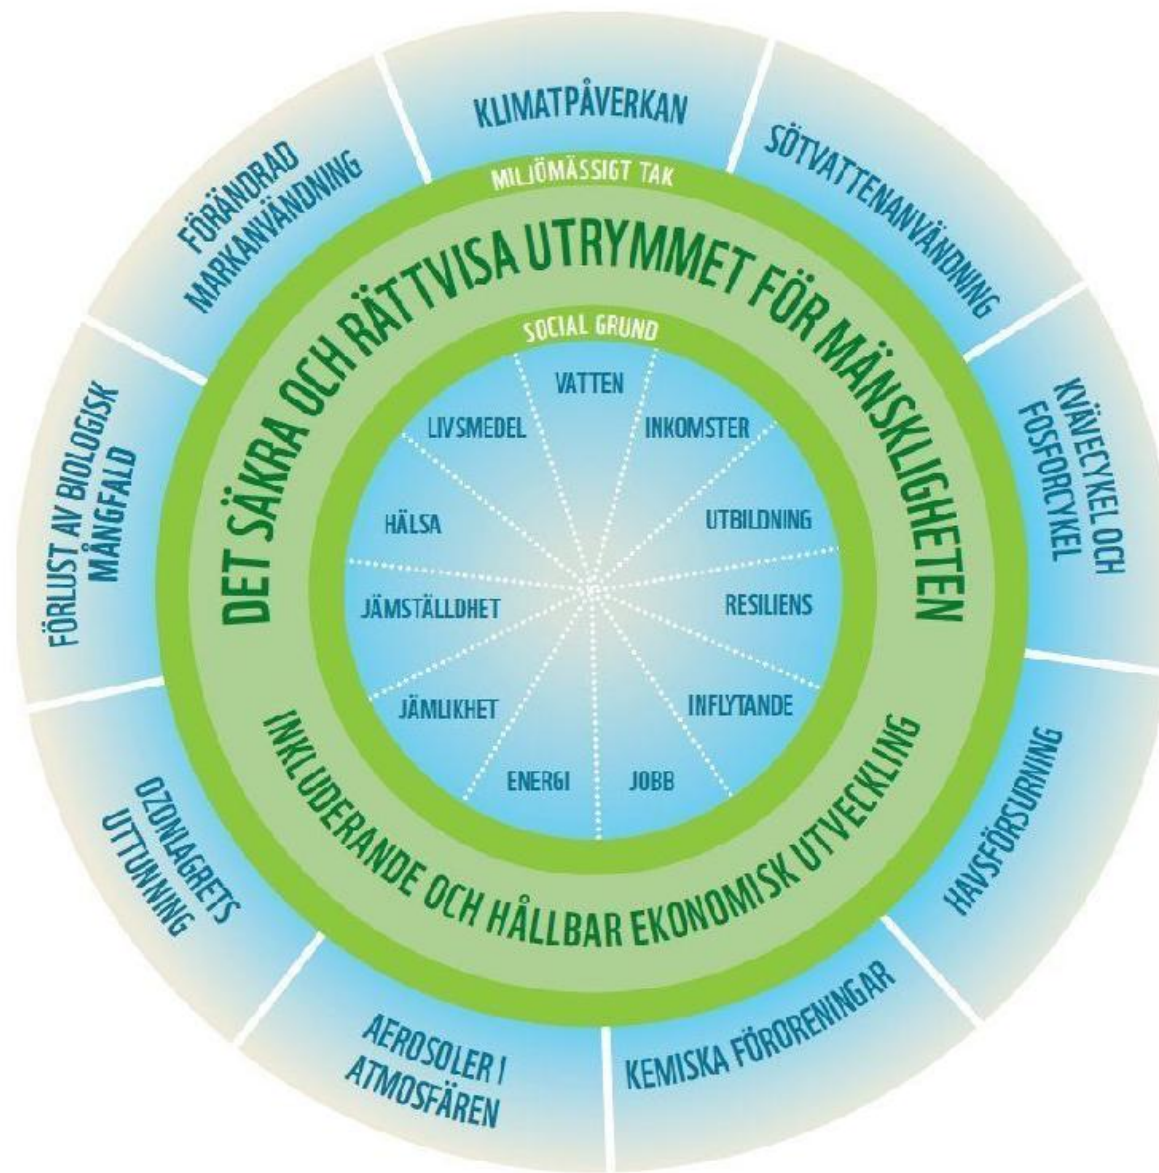 KLIMATPÅVERKAN
SÖTVATTENANVÄNDNING
KVÄVECYKEL OCH
FOSFORCYKEL
HAVSFÖRSURNING
KEMISKA FÖRORENINGAR
AEROSOLER I
ATMOSFÄREN
OZONLAGRETS
UTTUNNING
FÖRLUST AV BIOLOGISK
MÅNGFALD
FÖRÄNDRAD
MARKANVÄNDNING
MILJÖMÄSSIGT TAK
DET SÄKRA OCH RÄTTVISA UTRYMMET FÖR MÄNSKLIGHETEN
INKLUDERANDE OCH HÅLLBAR EKONOMISK UTVECKLING
SOCIAL GRUND
VATTEN
INKOMSTER
UTBILDNING
RESILIENS
INFLYTANDE
JOBB
ENERGI
JÄMLIKHET
JÄMSTÄLLDHET
HÄLSA
LIVSMEDEL